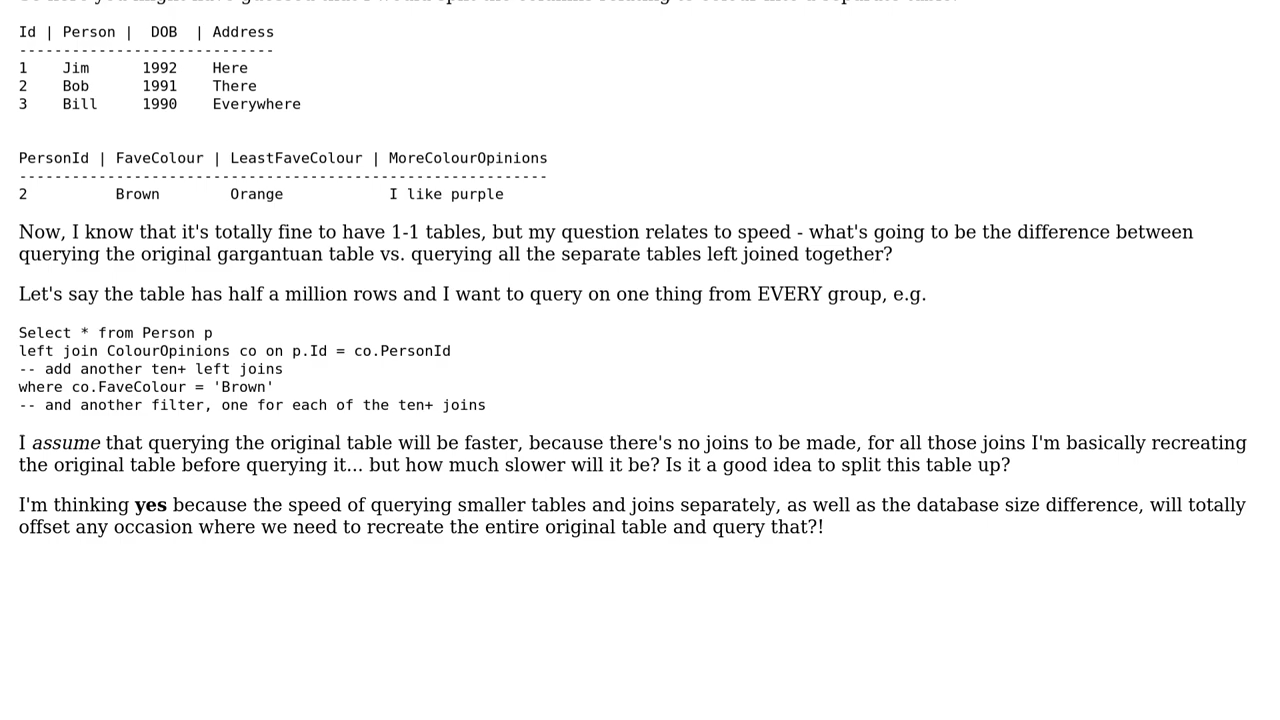 Id | Person |  DOB  | Address
-----------------------------
1    Jim      1992    Here
2    Bob      1991    There
3    Bill     1990    Everywhere
PersonId | FaveColour | LeastFaveColour | MoreColourOpinions
------------------------------------------------------------
2          Brown        Orange            I like purple
Now, I know that it's totally fine to have 1-1 tables, but my question relates to speed - what's going to be the difference between
querying the original gargantuan table vs. querying all the separate tables left joined together?
Let's say the table has half a million rows and I want to query on one thing from EVERY group, e.g.
Select * from Person p
left join ColourOpinions co on p.Id = co.PersonId
-- add another ten+ left joins
where co.FaveColour = 'Brown'
-- and another filter, one for each of the ten+ joins
I assume that querying the original table will be faster, because there's no joins to be made, for all those joins I'm basically recreating
the original table before querying it... but how much slower will it be? Is it a good idea to split this table up?
I'm thinking yes because the speed of querying smaller tables and joins separately, as well as the database size difference, will totally
offset any occasion where we need to recreate the entire original table and query that?!